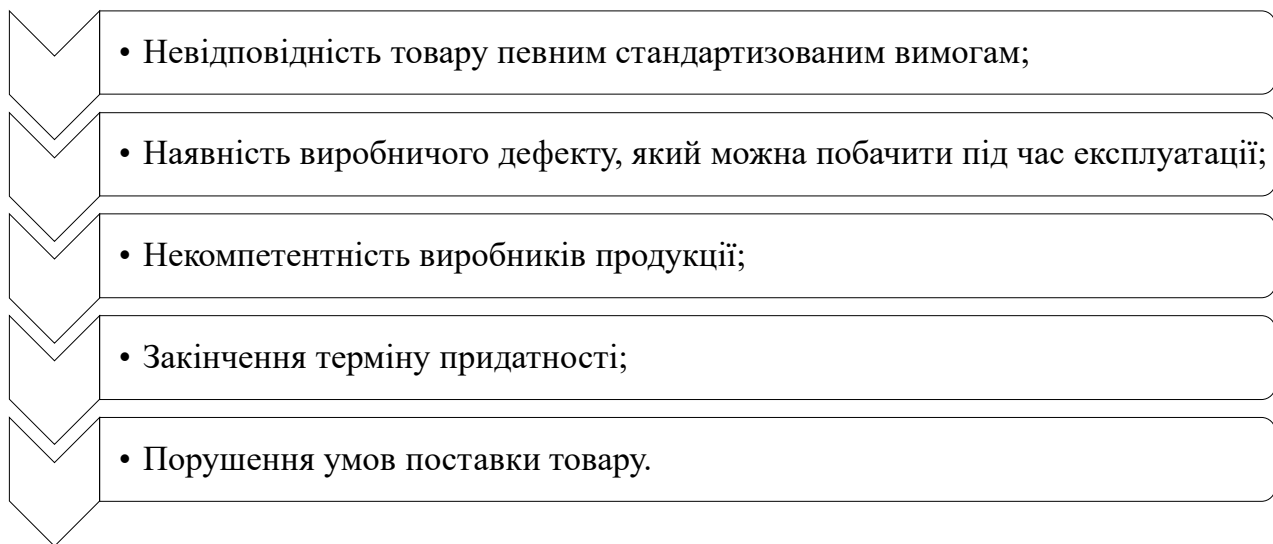 • Невідповідність товару певним стандартизованим вимогам;
• Наявність виробничого дефекту, який можна побачити під час експлуатації;
• Некомпетентність виробників продукції;
• Закінчення терміну придатності;
• Порушення умов поставки товару.